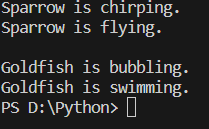 Sparrow is chirping.
Sparrow is flying.

Goldfish is bubbling.
Goldfish is swimming.
PS D:\Python>